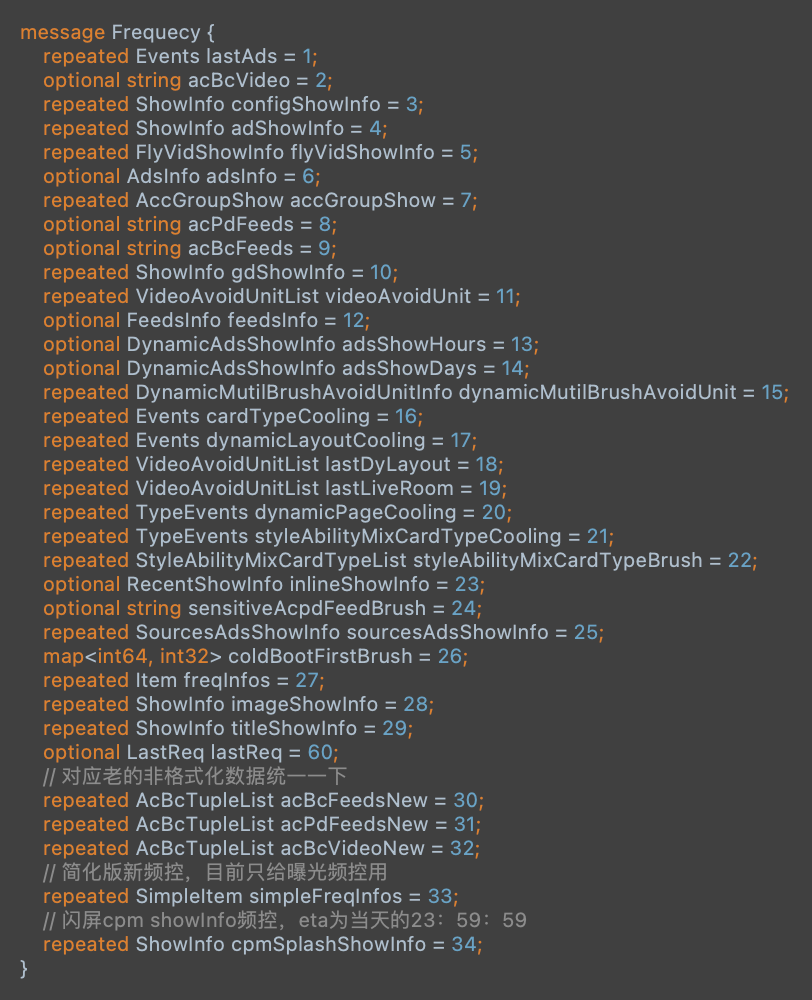 message Frequecy {
repeated Events lastAds = 1;
optional string acBcVideo = 2;
repeated ShowInfo configShowInfo = 3;
repeated ShowInfo adShowInfo = 4;
repeated FlyVidShowInfo flyVidShowInfo = 5;
optional AdsInfo adsInfo = 6;
repeated AccGroupShow accGroupShow = 7;
optional string acPdFeeds = 8;
optional string acBcFeeds = 9;
repeated ShowInfo gdShowInfo = 10;
repeated VideoAvoidUnitList videoAvoidUnit = 11;
optional FeedsInfo feedsInfo = 12;
optional DynamicAdsShowInfo adsShowHours = 13;
optional DynamicAdsShowInfo adsShowDays = 14;
repeated DynamicMutilBrushAvoidUnitInfo dynamicMutilBrushAvoidUnit = 15;
repeated Events cardTypeCooling = 16;
repeated Events dynamicLayoutCooling = 17;
repeated VideoAvoidUnitList lastDyLayout = 18;
repeated VideoAvoidUnitList lastLiveRoom = 19;
repeated TypeEvents dynamicPageCooling = 20;
repeated TypeEvents styleAbilityMixCardTypeCooling = 21;
repeated StyleAbilityMixCardTypeList styleAbilityMixCardTypeBrush = 22;
optional RecentShowInfo inlineShowInfo = 23;
optional string sensitiveAcpdFeedBrush = 24;
repeated SourcesAdsShowInfo sourcesAdsShowInfo = 25;
map<int64, int32> coldBootFirstBrush = 26;
repeated Item freqInfos = 27;
repeated ShowInfo imageShowInfo = 28;
repeated ShowInfo titleShowInfo = 29;
optional LastReq lastReq = 60;
// 对应老的非格式化数据统一一下
repeated AcBcTupleList acBcFeedsNew = 30;
repeated AcBcTupleList acPdFeedsNew = 31;
repeated AcBcTupleList acBcVideoNew = 32;
// 简化版新频控，目前只给曝光频控用
repeated SimpleItem simpleFreqInfos = 33;
// 闪屏cpm showInfo频控，eta为当天的23：59：59
repeated ShowInfo cpmSplashShowInfo = 34;
}